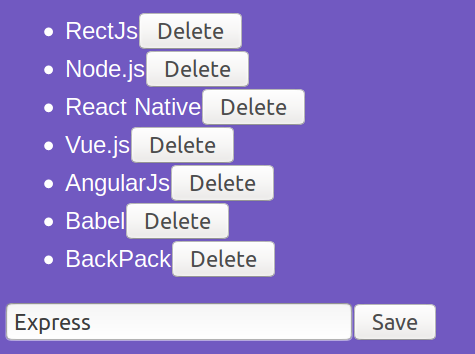 RectJs Delete
Node.js Delete
React Native Delete
Vue.js Delete
AngularJs Delete
Babel Delete
BackPack Delete
Express Save